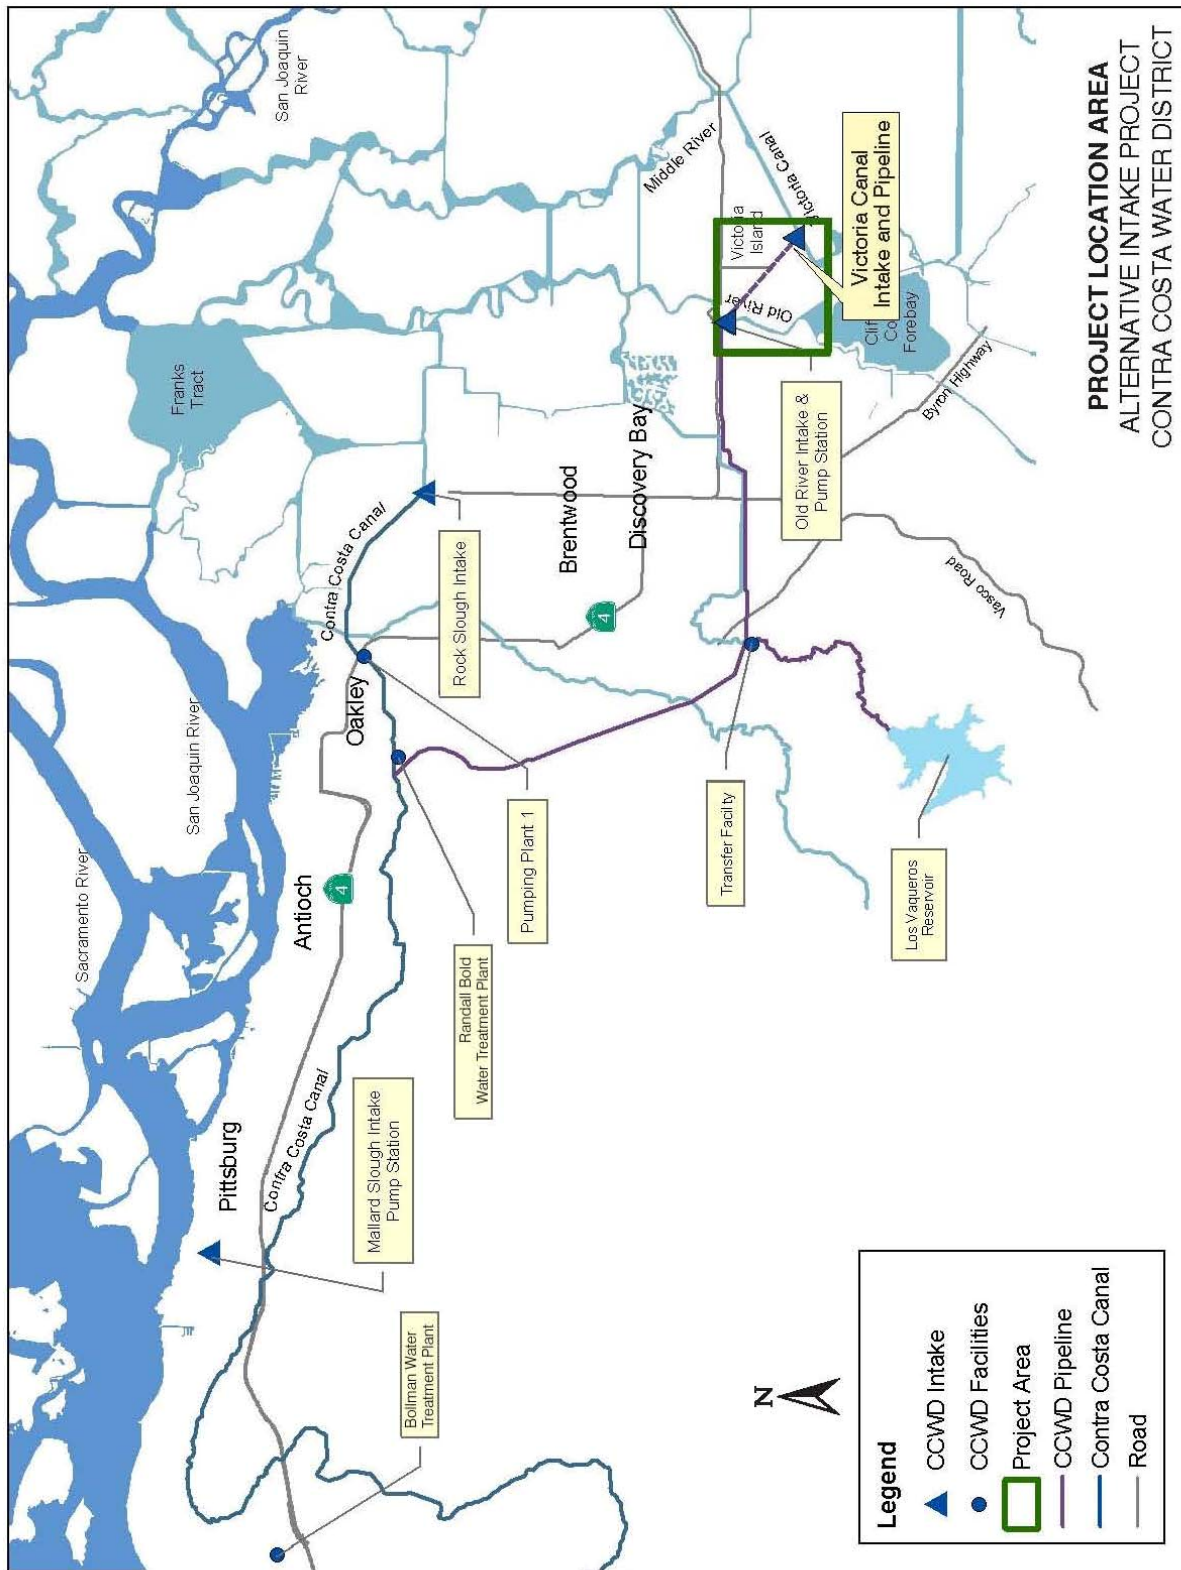 San Joaquin
River
Sacramento River
San Joaquin River
Franks
Tract
Middle River
Victoria Canal
Victoria
Island
Old River
Victoria Canal
Intake and Pipeline
Forebay
Byron Highway
Old River Intake &
Pump Station
Vasco Road
Discovery Bay
Brentwood
4
Contra Costa Canal
Rock Slough Intake
Oakley
Pumping Plant 1
Transfer Facilty
Los Vaqueros
Reservoir
Antioch
4
Randall Bold
Water Treatment Plant
Contra Costa Canal
Pittsburg
Mallard Slough Intake
Pump Station
Bollman Water
Treatment Plant
N
Legend
CCWD Intake
CCWD Facilities
Project Area
CCWD Pipeline
Contra Costa Canal
Road
PROJECT LOCATION AREA
ALTERNATIVE INTAKE PROJECT
CONTRA COSTA WATER DISTRICT